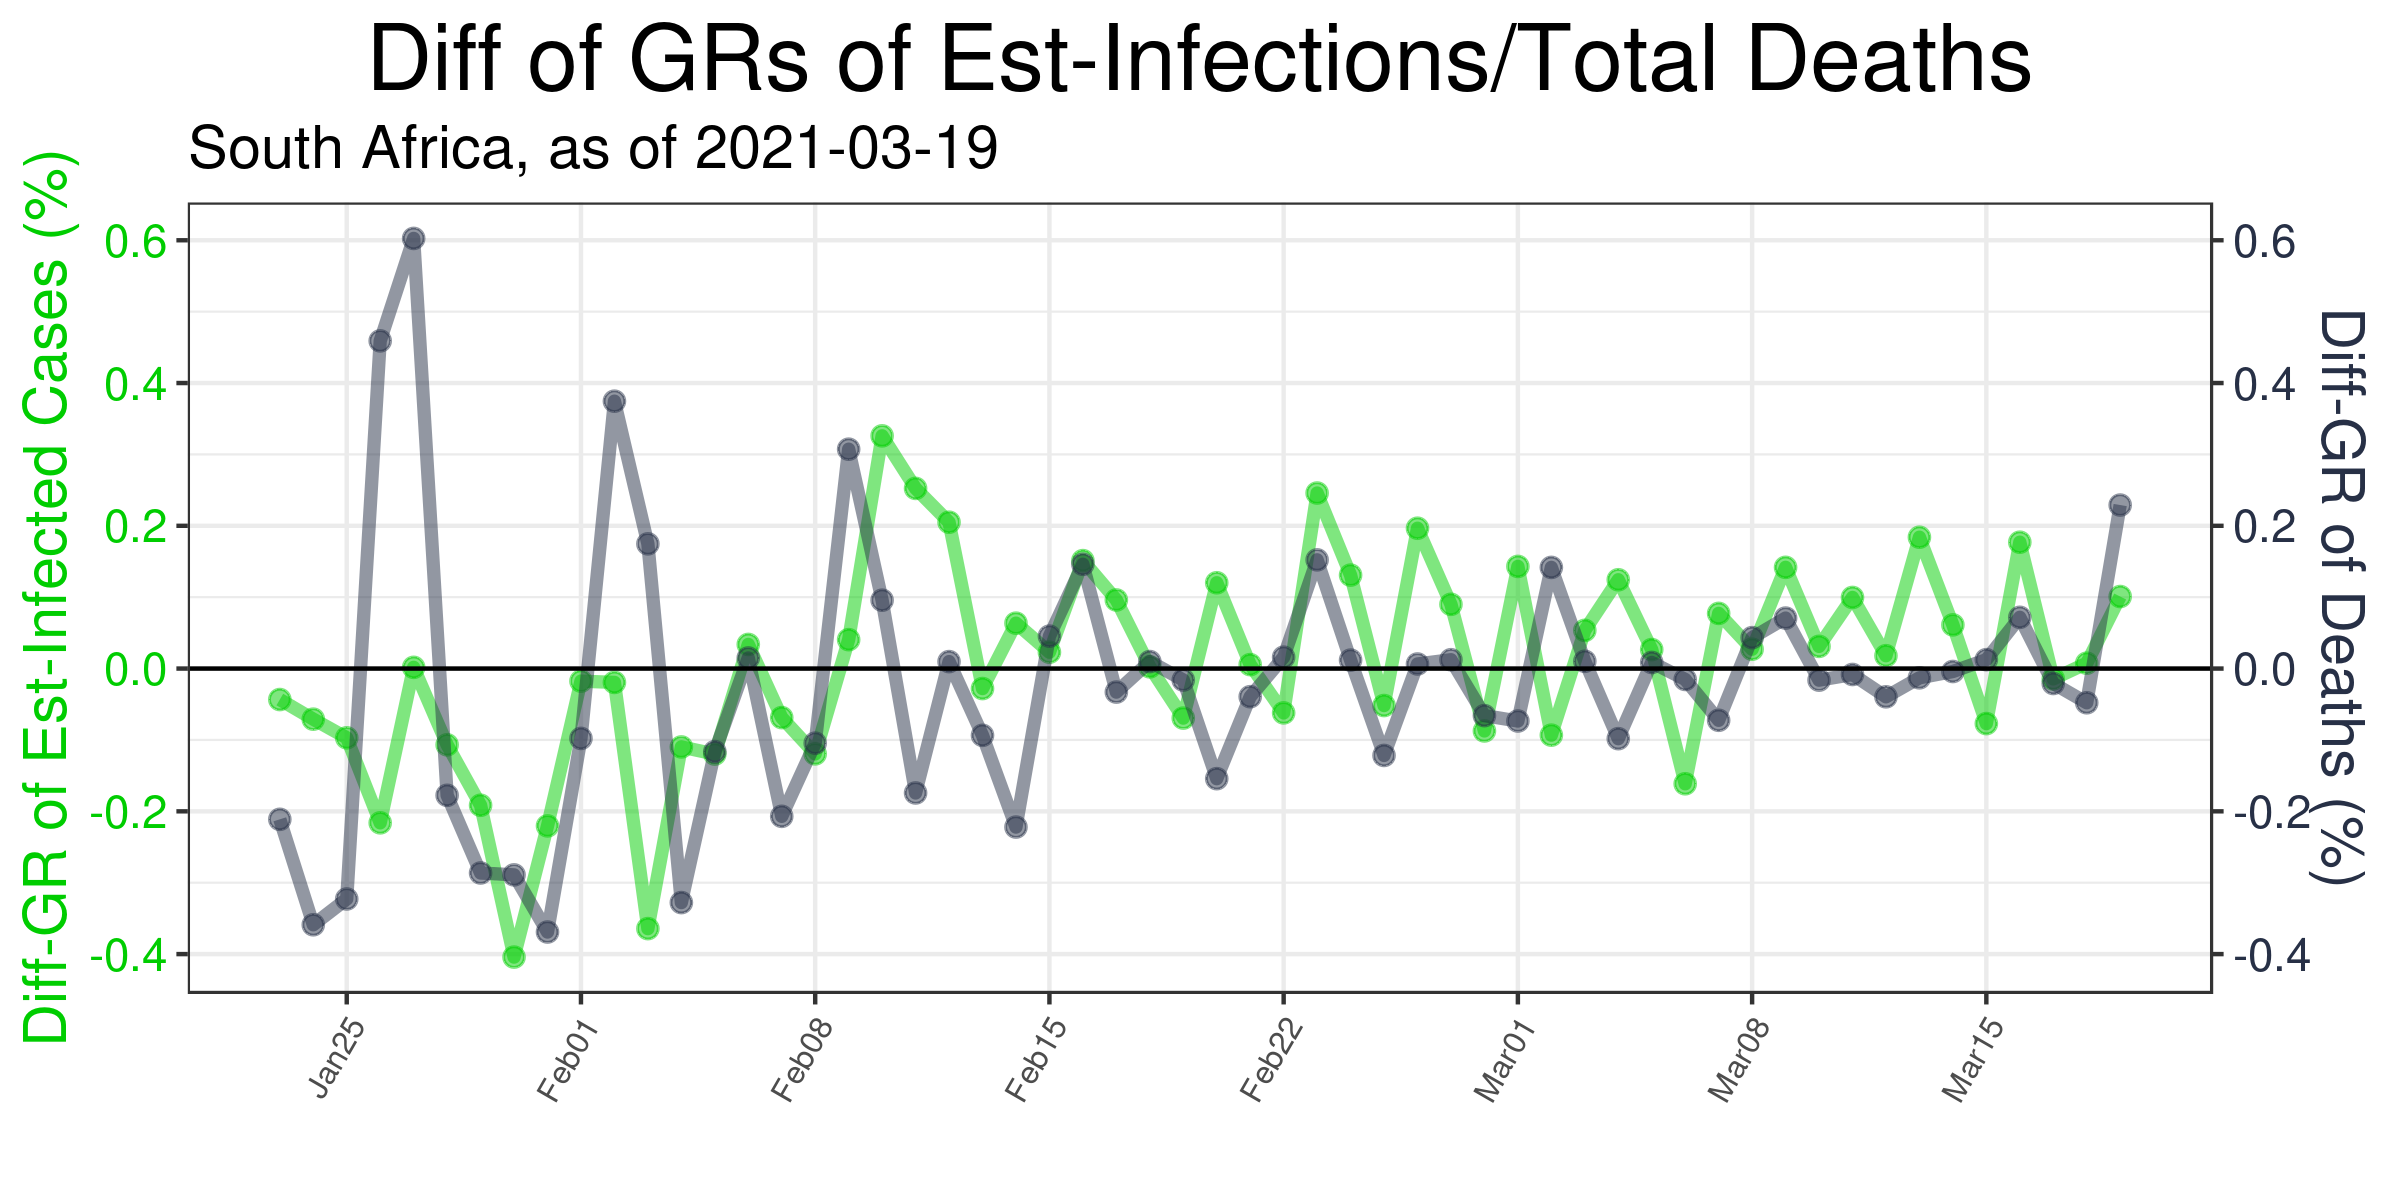 Diff of GRs of Est-Infections/Total Deaths
South Africa, as of 2021-03-19
Diff-GR of Est-Infected Cases (%)
0.6
0.4
0.2
0.0
-0.2
-0.4
0.6
0.4
0.2
0.0
-0.2
-0.4
Diff-GR of Deaths (%)
Jan25
Feb01
Feb08
Feb15
Feb22
Mar01
Mar08
Mar15